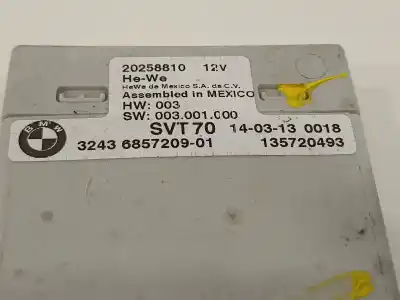 20258810 12V
He-We
HeWe de Mexico S.A. de C.V.
Assembled in MEXICO
HW: 003
SW: 003.001.000
SVT70 14-03-13 0018
BMW
3243 6857209-01 135720493